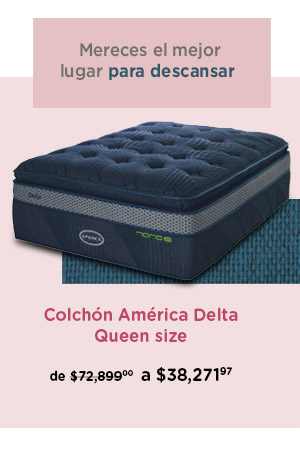 Mereces el mejor
lugar para descansar
Colchón América Delta
Queen size
de $72,899⁰⁰ a $38,271⁹⁷